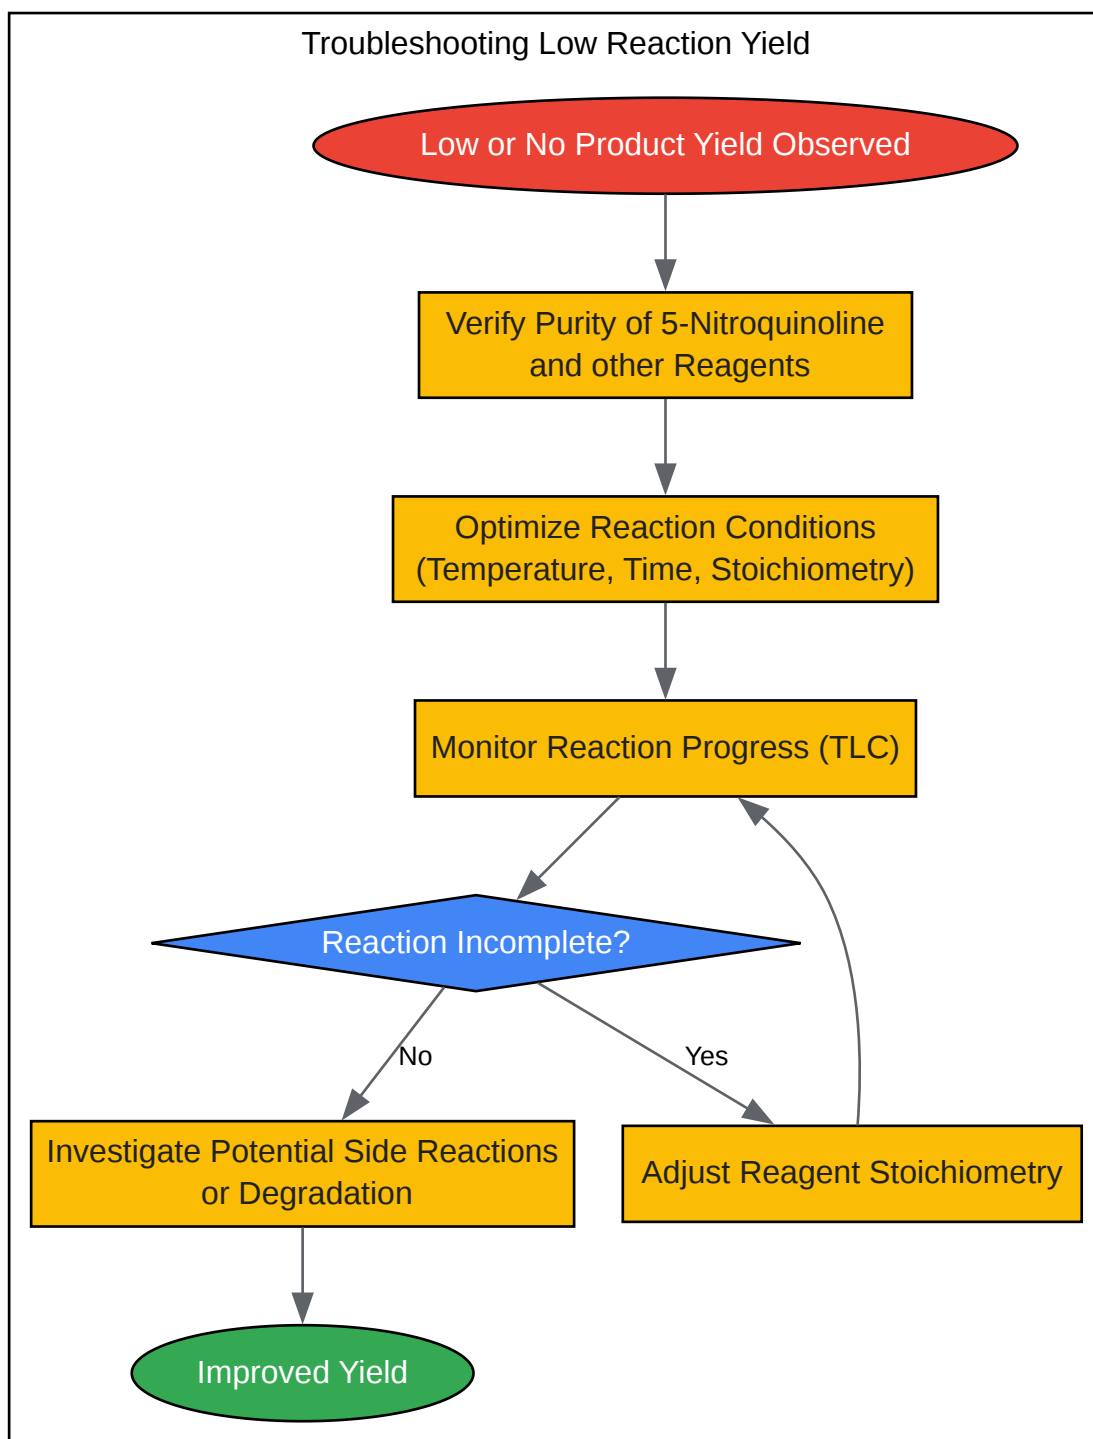 Troubleshooting Low Reaction Yield
Low or No Product Yield Observed
Verify Purity of 5-Nitroquinoline
and other Reagents
Optimize Reaction Conditions
(Temperature, Time, Stoichiometry)
Monitor Reaction Progress (TLC)
Reaction Incomplete?
No
Yes
Investigate Potential Side Reactions
or Degradation
Adjust Reagent Stoichiometry
Improved Yield